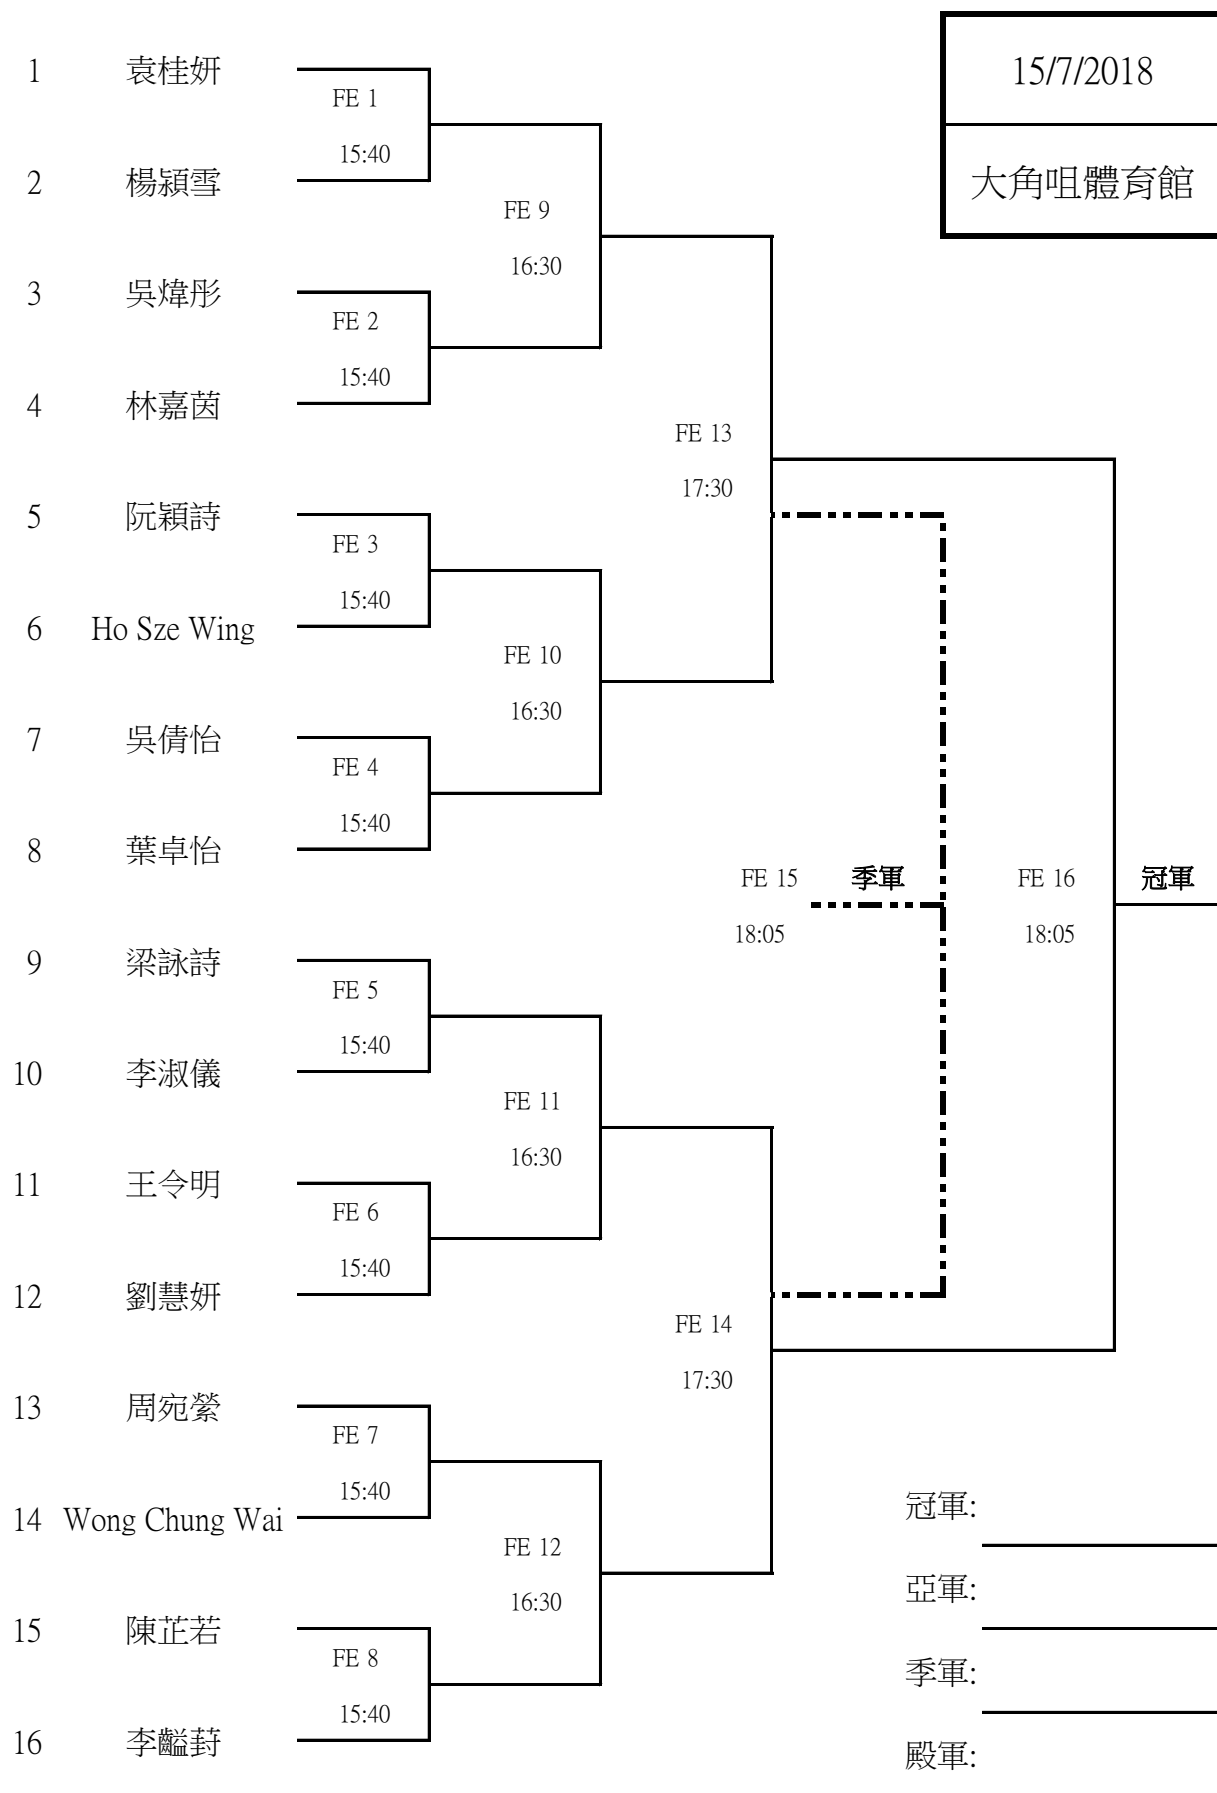 15/7/2018
大角咀體育館
1 袁桂妍
FE 1
15:40
2 楊潁雪
FE 9
16:30
3 吳煒彤
FE 2
15:40
4 林嘉茵
FE 13
17:30
5 阮穎詩
FE 3
15:40
6 Ho Sze Wing
FE 10
16:30
7 吳倩怡
FE 4
15:40
8 葉卓怡
FE 15 季軍
18:05
FE 16 冠軍
18:05
9 梁詠詩
FE 5
15:40
10 李淑儀
FE 11
16:30
11 王令明
FE 6
15:40
12 劉慧妍
FE 14
17:30
13 周宛縈
FE 7
15:40
14 Wong Chung Wai
FE 12
16:30
15 陳芷若
FE 8
15:40
16 李
冠軍:
亞軍:
季軍:
殿軍: